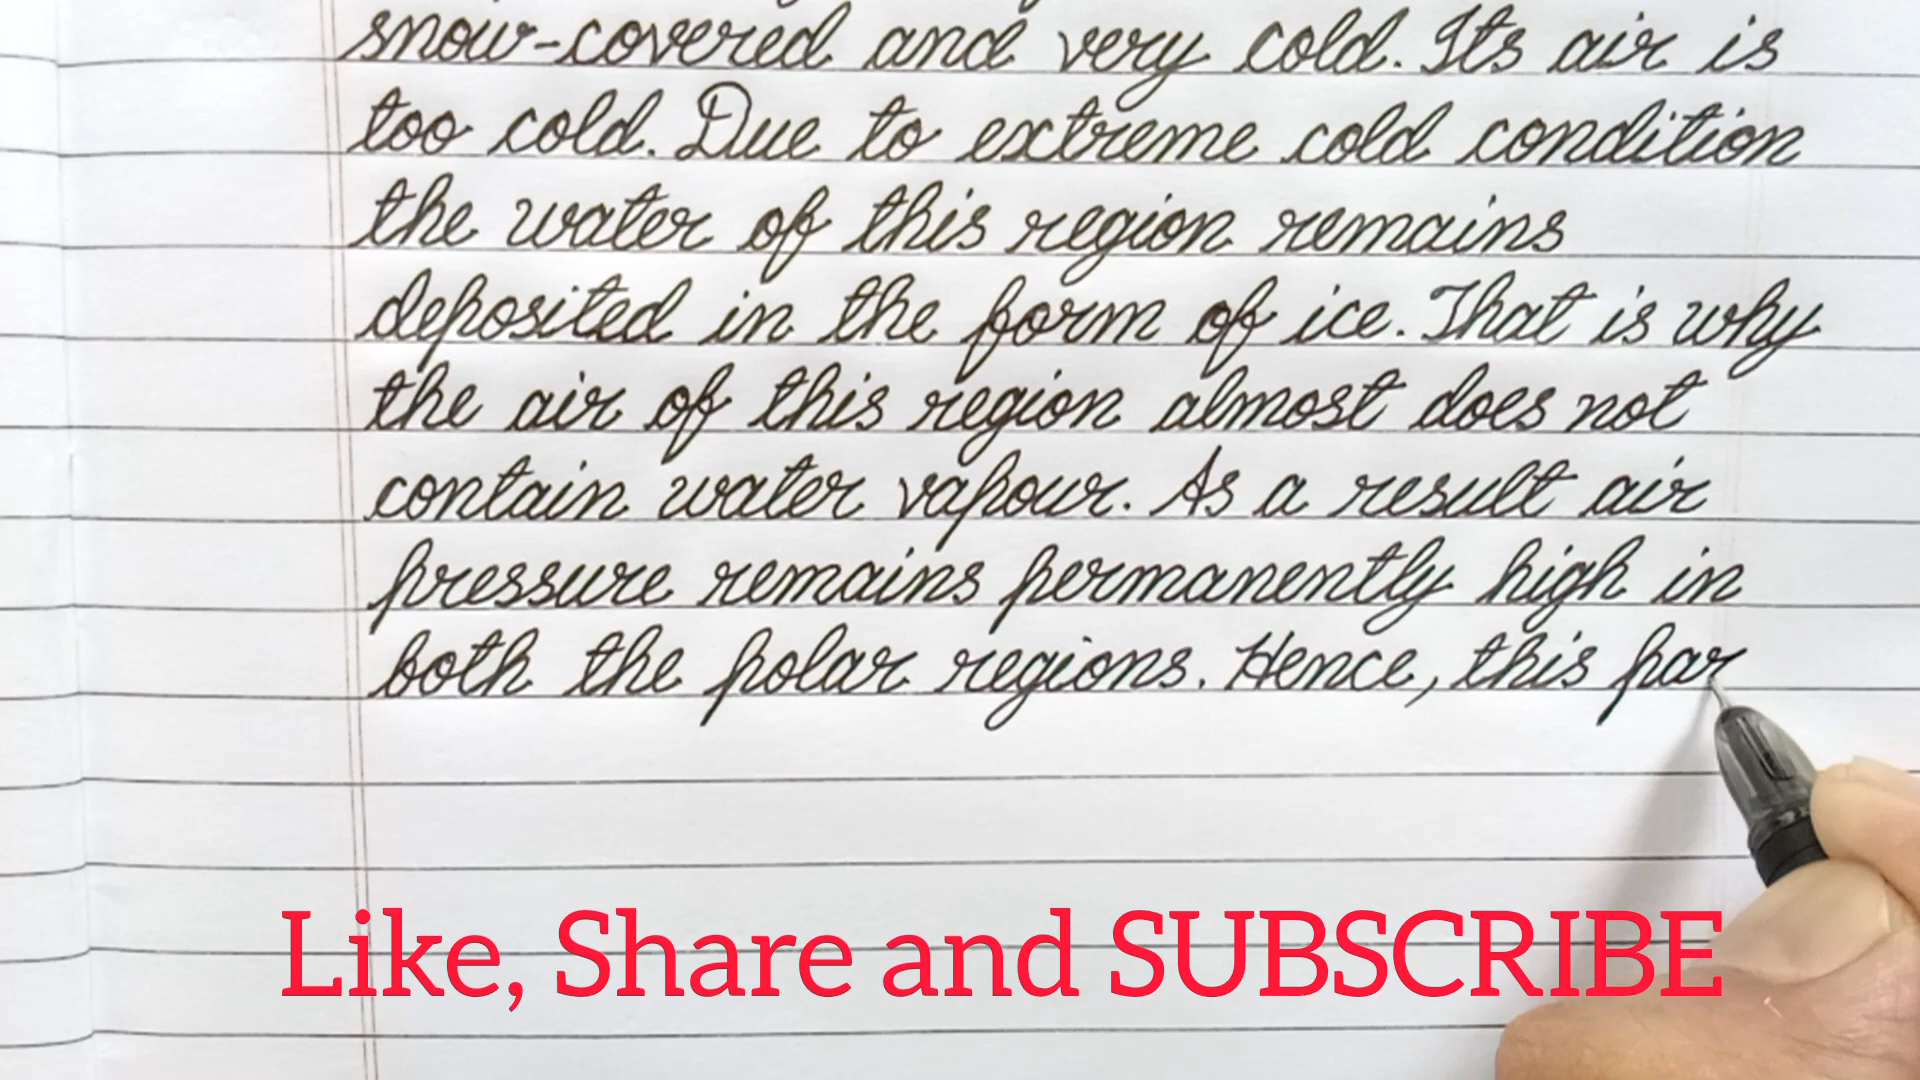 snow-covered and very cold. Its air is
too cold. Due to extreme cold condition
the water of this region remains
deposited in the form of ice. That is why
the air of this region almost does not
contain water vapour. As a result air
pressure remains permanently high in
both the polar regions. Hence, this par
Like, Share and SUBSCRIBE